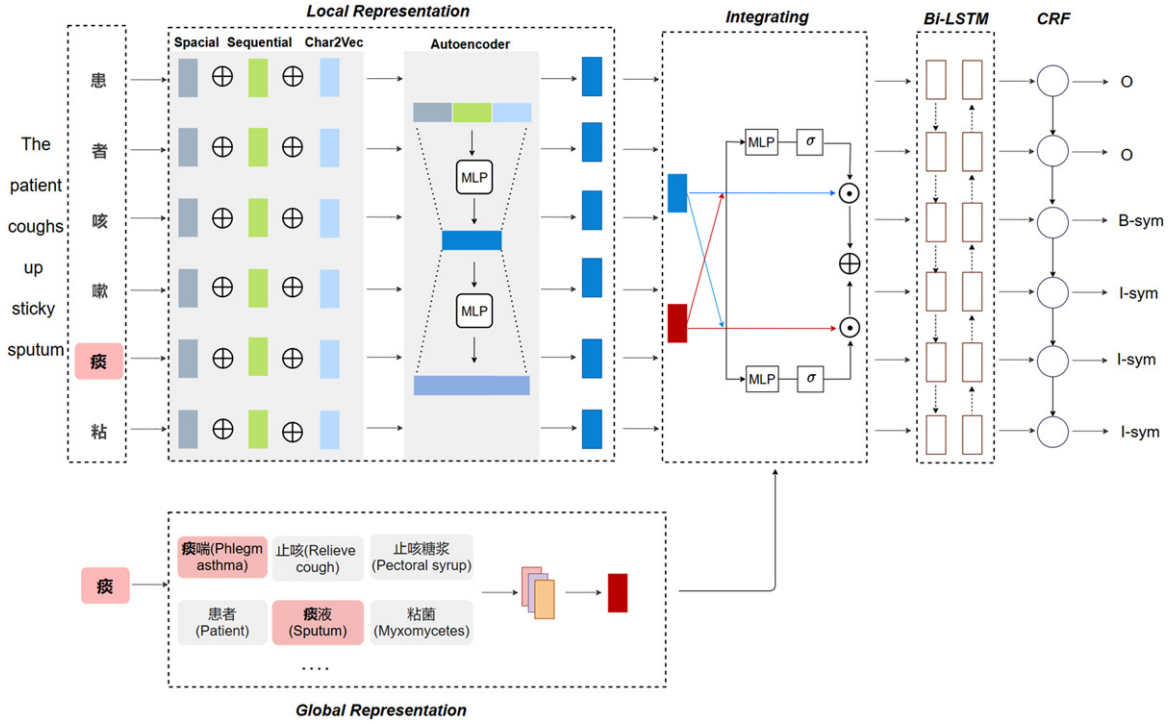 Local Representation
Integrating
Bi-LSTM
CRF
Spacial
Sequential
Char2Vec
Autoencoder
The
patient
coughs
up
sticky
sputum
患
者
咳
嗽
痰
粘
MLP
MLP
MLP
σ
MLP
σ
O
O
B-sym
I-sym
I-sym
I-sym
痰
痰喘(Phlegm
asthma)
止咳(Relieve
cough)
止咳糖浆
(Pectoral syrup)
患者
(Patient)
痰液
(Sputum)
粘菌
(Myxomycetes)
....
Global Representation